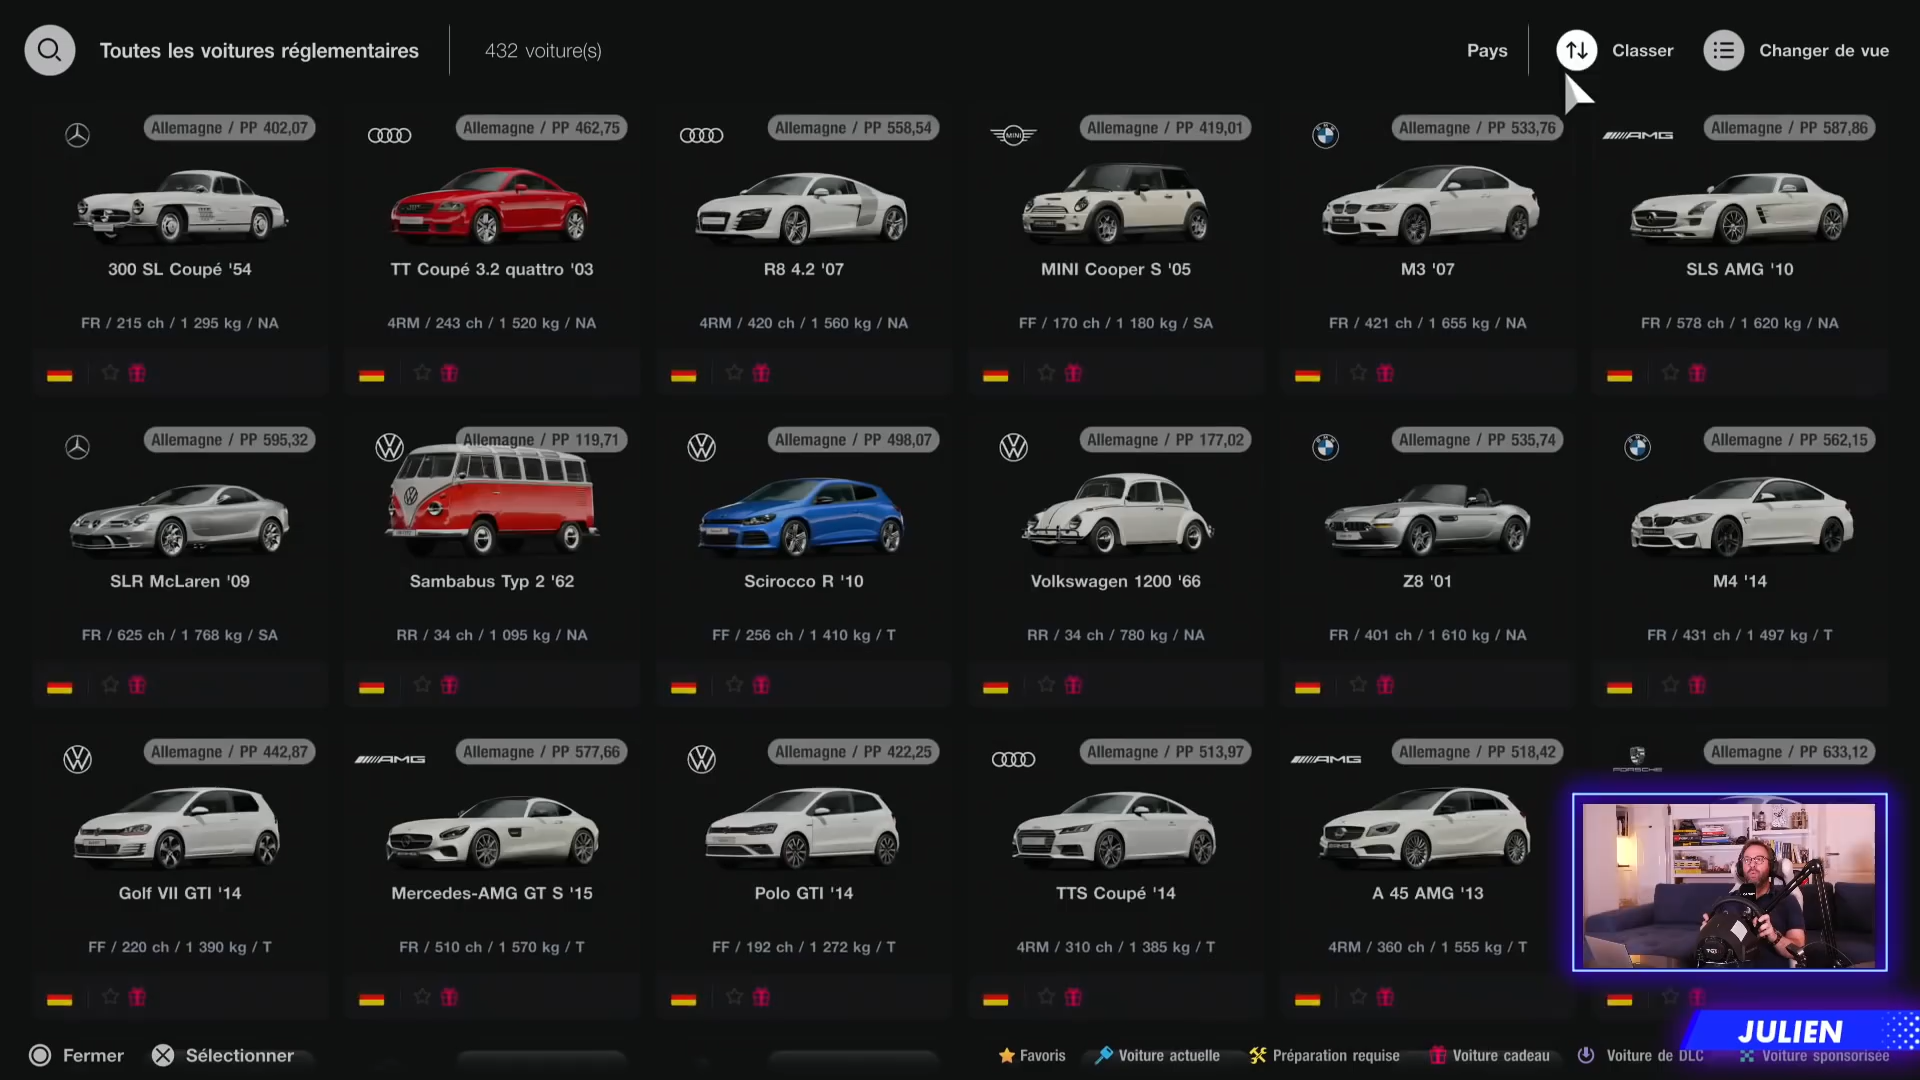 Toutes les voitures réglementaires
432 voiture(s)
Pays
Classer
Changer de vue
Allemagne / PP 402,07
Allemagne / PP 462,75
Allemagne / PP 558,54
MINI
Allemagne / PP 419,01
Allemagne / PP 533,76
AMG
Allemagne / PP 587,86
300 SL Coupé '54
TT Coupé 3.2 quattro '03
R8 4.2 '07
MINI Cooper S '05
M3 '07
SLS AMG '10
FR / 215 ch / 1 295 kg / NA
4RM / 243 ch / 1 520 kg / NA
4RM / 420 ch / 1 560 kg / NA
FF / 170 ch / 1 180 kg / SA
FR / 421 ch / 1 655 kg / NA
FR / 578 ch / 1 620 kg / NA
Allemagne / PP 595,32
Allemagne / PP 119,71
Allemagne / PP 498,07
Allemagne / PP 177,02
Allemagne / PP 535,74
Allemagne / PP 562,15
SLR McLaren '09
Sambabus Typ 2 '62
Scirocco R '10
Volkswagen 1200 '66
Z8 '01
M4 '14
FR / 625 ch / 1 768 kg / SA
RR / 34 ch / 1 095 kg / NA
FF / 256 ch / 1 410 kg / T
RR / 34 ch / 780 kg / NA
FR / 401 ch / 1 610 kg / NA
FR / 431 ch / 1 497 kg / T
Allemagne / PP 442,87
AMG
Allemagne / PP 577,66
Allemagne / PP 422,25
Allemagne / PP 513,97
AMG
Allemagne / PP 518,42
PORSCHE
Allemagne / PP 633,12
Golf VII GTI '14
Mercedes-AMG GT S '15
Polo GTI '14
TTS Coupé '14
A 45 AMG '13
FF / 220 ch / 1 390 kg / T
FR / 510 ch / 1 570 kg / T
FF / 192 ch / 1 272 kg / T
4RM / 310 ch / 1 385 kg / T
4RM / 360 ch / 1 555 kg / T
JULIEN
Fermer
Sélectionner
Favoris
Voiture actuelle
Préparation requise
Voiture cadeau
Voiture de DLC
Voiture sponsorisée